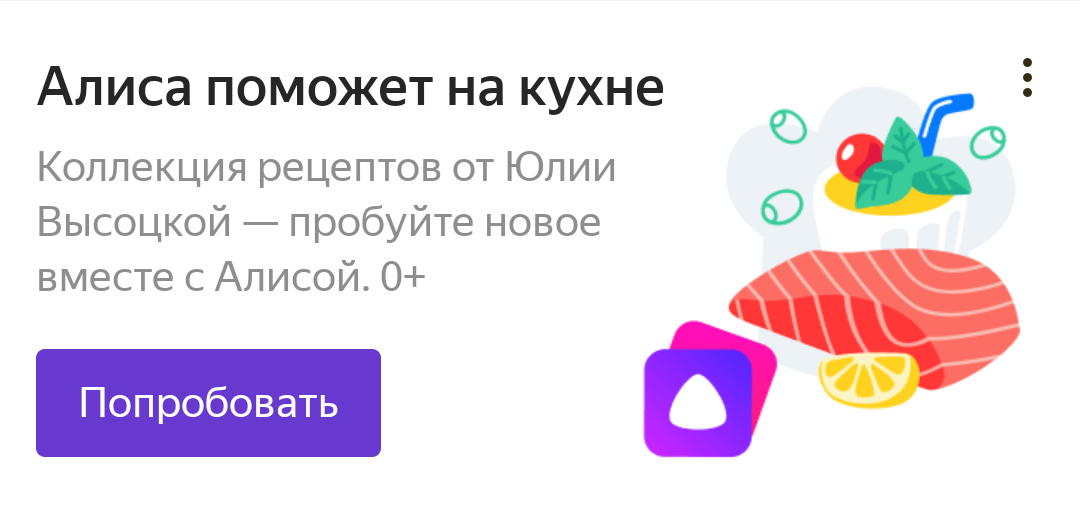 Алиса поможет на кухне
Коллекция рецептов от Юлии
Высоцкой — пробуйте новое
вместе с Алисой. 0+
Попробовать